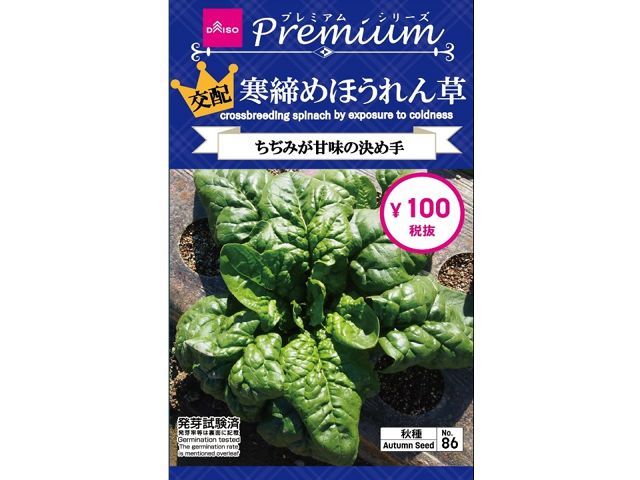 DAISO
プレミアム シリーズ
Premium
交配
寒締めほうれん草
crossbreeding spinach by exposure to coldness
ちぢみが甘味の決め手
¥100
税抜
発芽試験済
発芽率等は裏面に記載
Germination tested
The germination rate
is mentioned overleaf
秋種
Autumn Seed
No.
86